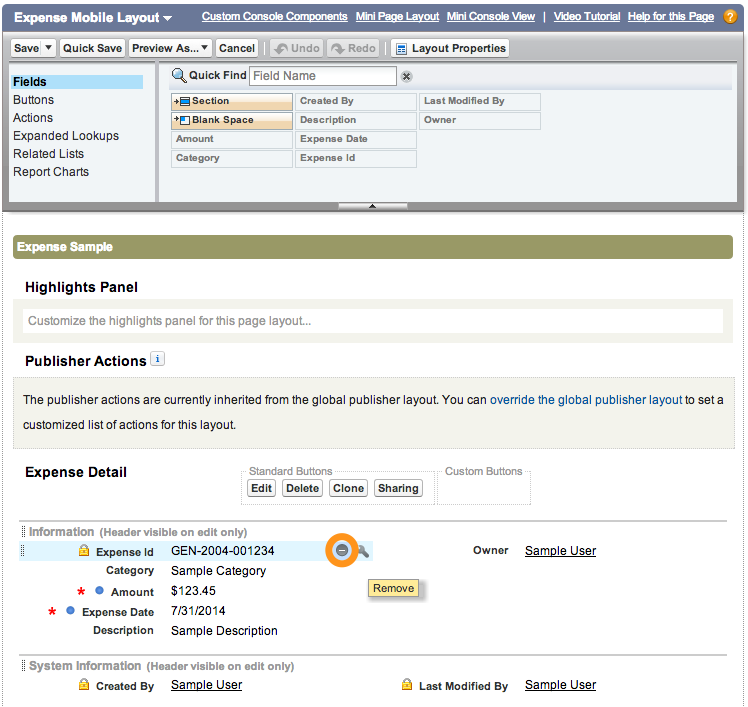 Expense Mobile Layout Custom Console Components Mini Page Layout Mini Console View | Video Tutorial Help for this Page ?
Save Quick Save Preview As... Cancel Undo Redo Layout Properties
Fields
Buttons
Actions
Expanded Lookups
Related Lists
Report Charts
Quick Find Field Name
Section Created By Last Modified By
Blank Space Description Owner
Amount Expense Date
Category Expense Id
Expense Sample
Highlights Panel
Customize the highlights panel for this page layout...
Publisher Actions i
The publisher actions are currently inherited from the global publisher layout. You can override the global publisher layout to set a
customized list of actions for this layout.
Expense Detail
Standard Buttons Custom Buttons
Edit Delete Clone Sharing
Information (Header visible on edit only)
Expense Id GEN-2004-001234 Owner Sample User
Category Sample Category
* Amount $123.45
Remove
* Expense Date 7/31/2014
Description Sample Description
System Information (Header visible on edit only)
Created By Sample User Last Modified By Sample User